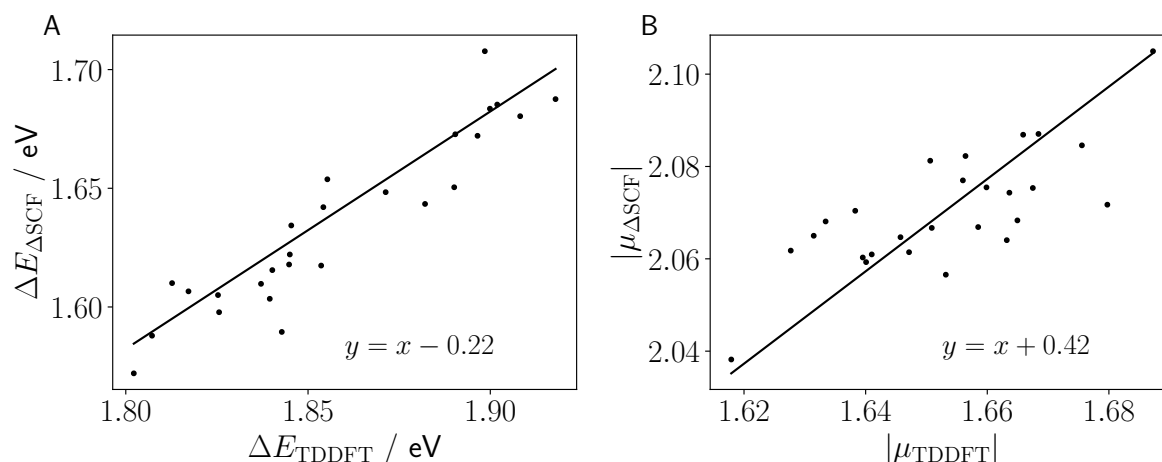 A
1.70
1.65
1.60
ΔE_ΔSCF / eV
y = x − 0.22
1.80
1.85
1.90
ΔE_TDDFT / eV
B
2.10
2.08
2.06
2.04
|μ_ΔSCF|
y = x + 0.42
1.62
1.64
1.66
1.68
|μ_TDDFT|